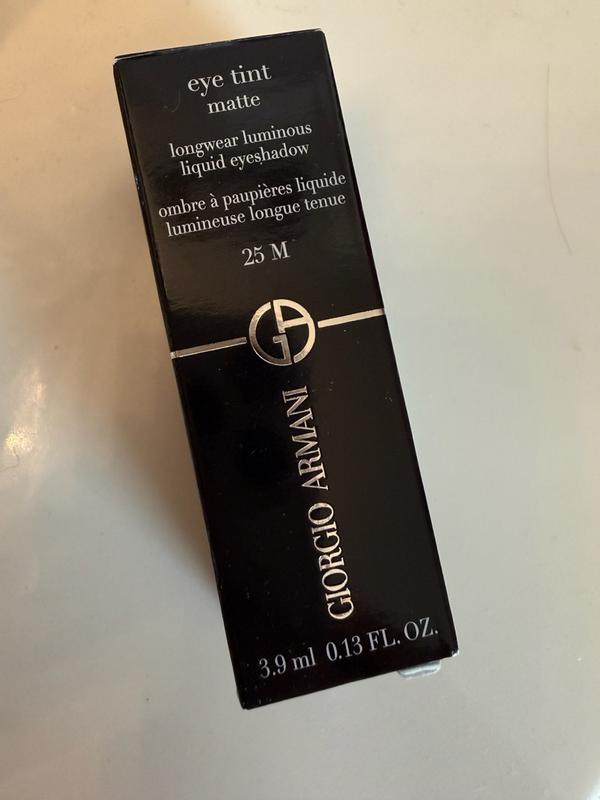 eye tint
matte
longwear luminous
liquid eyeshadow
ombre à paupières liquide
lumineuse longue tenue
25 M
GA
GIORGIO ARMANI
3.9 ml 0.13 FL. OZ.